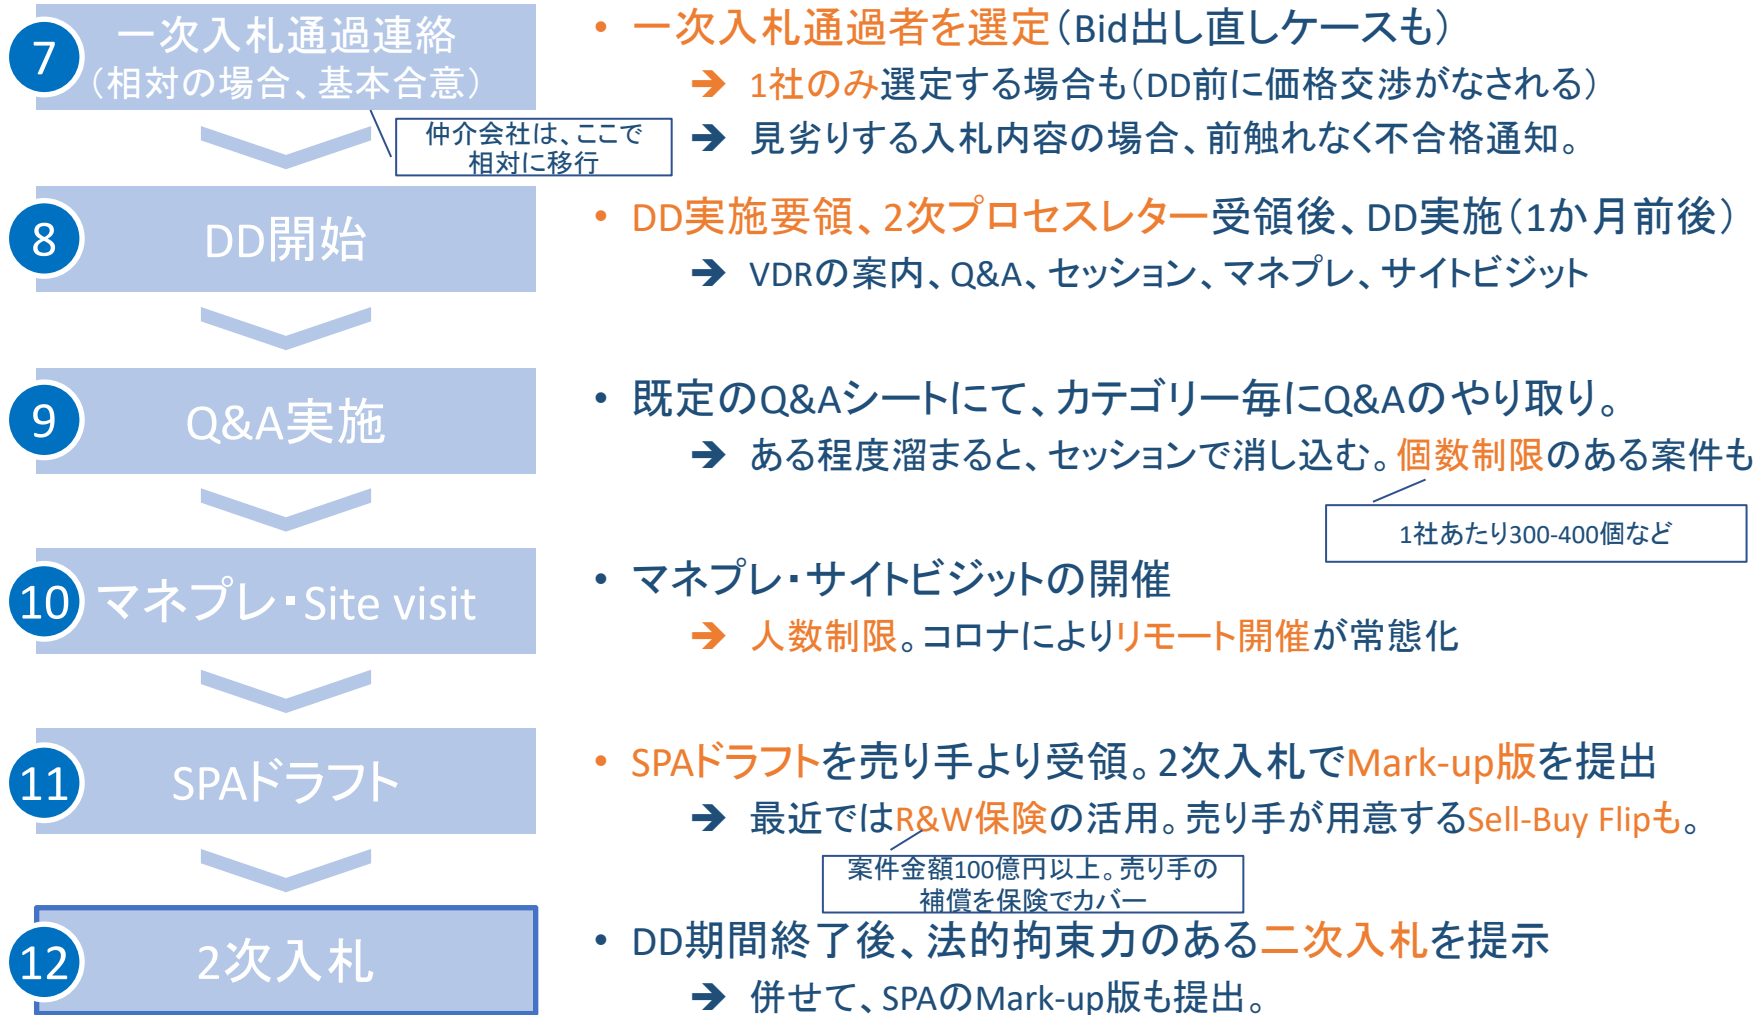 7
一次入札通過連絡
（相対の場合、基本合意）
• 一次入札通過者を選定（Bid出し直しケースも）
➔ 1社のみ選定する場合も（DD前に価格交渉がなされる）
➔ 見劣りする入札内容の場合、前触れなく不合格通知。
仲介会社は、ここで
相対に移行
8
DD開始
• DD実施要領、2次プロセスレター受領後、DD実施（1か月前後）
➔ VDRの案内、Q&A、セッション、マネプレ、サイトビジット
9
Q&A実施
• 既定のQ&Aシートにて、カテゴリー毎にQ&Aのやり取り。
➔ ある程度溜まると、セッションで消し込む。個数制限のある案件も
1社あたり300-400個など
10
マネプレ・Site visit
• マネプレ・サイトビジットの開催
➔ 人数制限。コロナによりリモート開催が常態化
11
SPAドラフト
• SPAドラフトを売り手より受領。2次入札でMark-up版を提出
➔ 最近ではR&W保険の活用。売り手が用意するSell-Buy Flipも。
案件金額100億円以上。売り手の
補償を保険でカバー
12
2次入札
• DD期間終了後、法的拘束力のある二次入札を提示
➔ 併せて、SPAのMark-up版も提出。